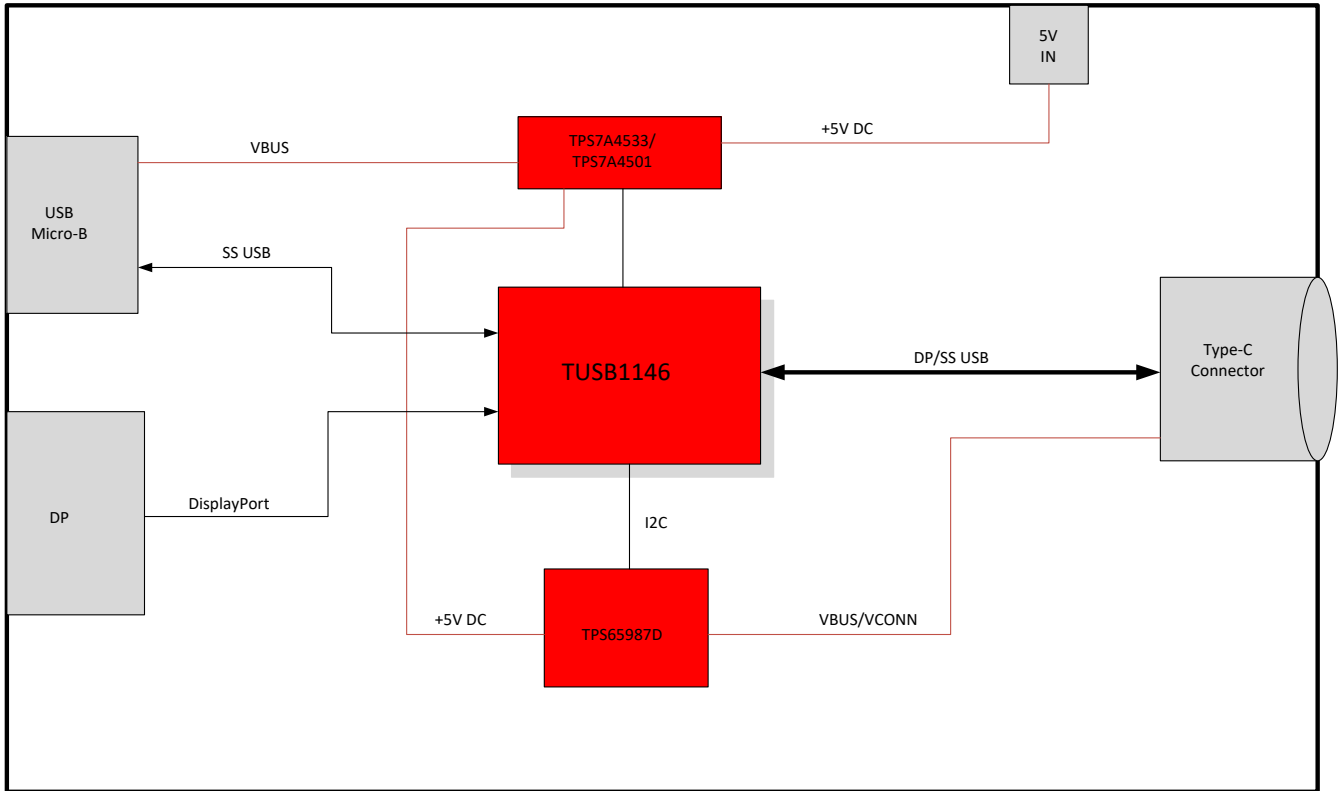 5V
IN
TPS7A4533/
TPS7A4501
+5V DC
VBUS
USB
Micro-B
SS USB
TUSB1146
DP/SS USB
Type-C
Connector
DisplayPort
DP
I2C
+5V DC
TPS65987D
VBUS/VCONN